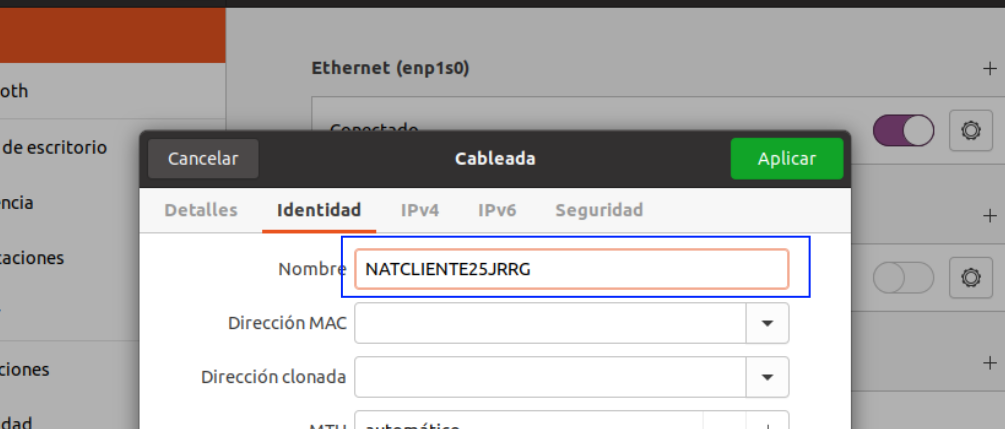 Ethernet (enp1s0)
oth
Conectado
de escritorio
Cancelar
Cableada
Aplicar
ncia
Detalles Identidad IPv4 IPv6 Seguridad
caciones
Nombre NATCLIENTE25JRRG
Dirección MAC
ciones
Dirección clonada
dad
MTU automático